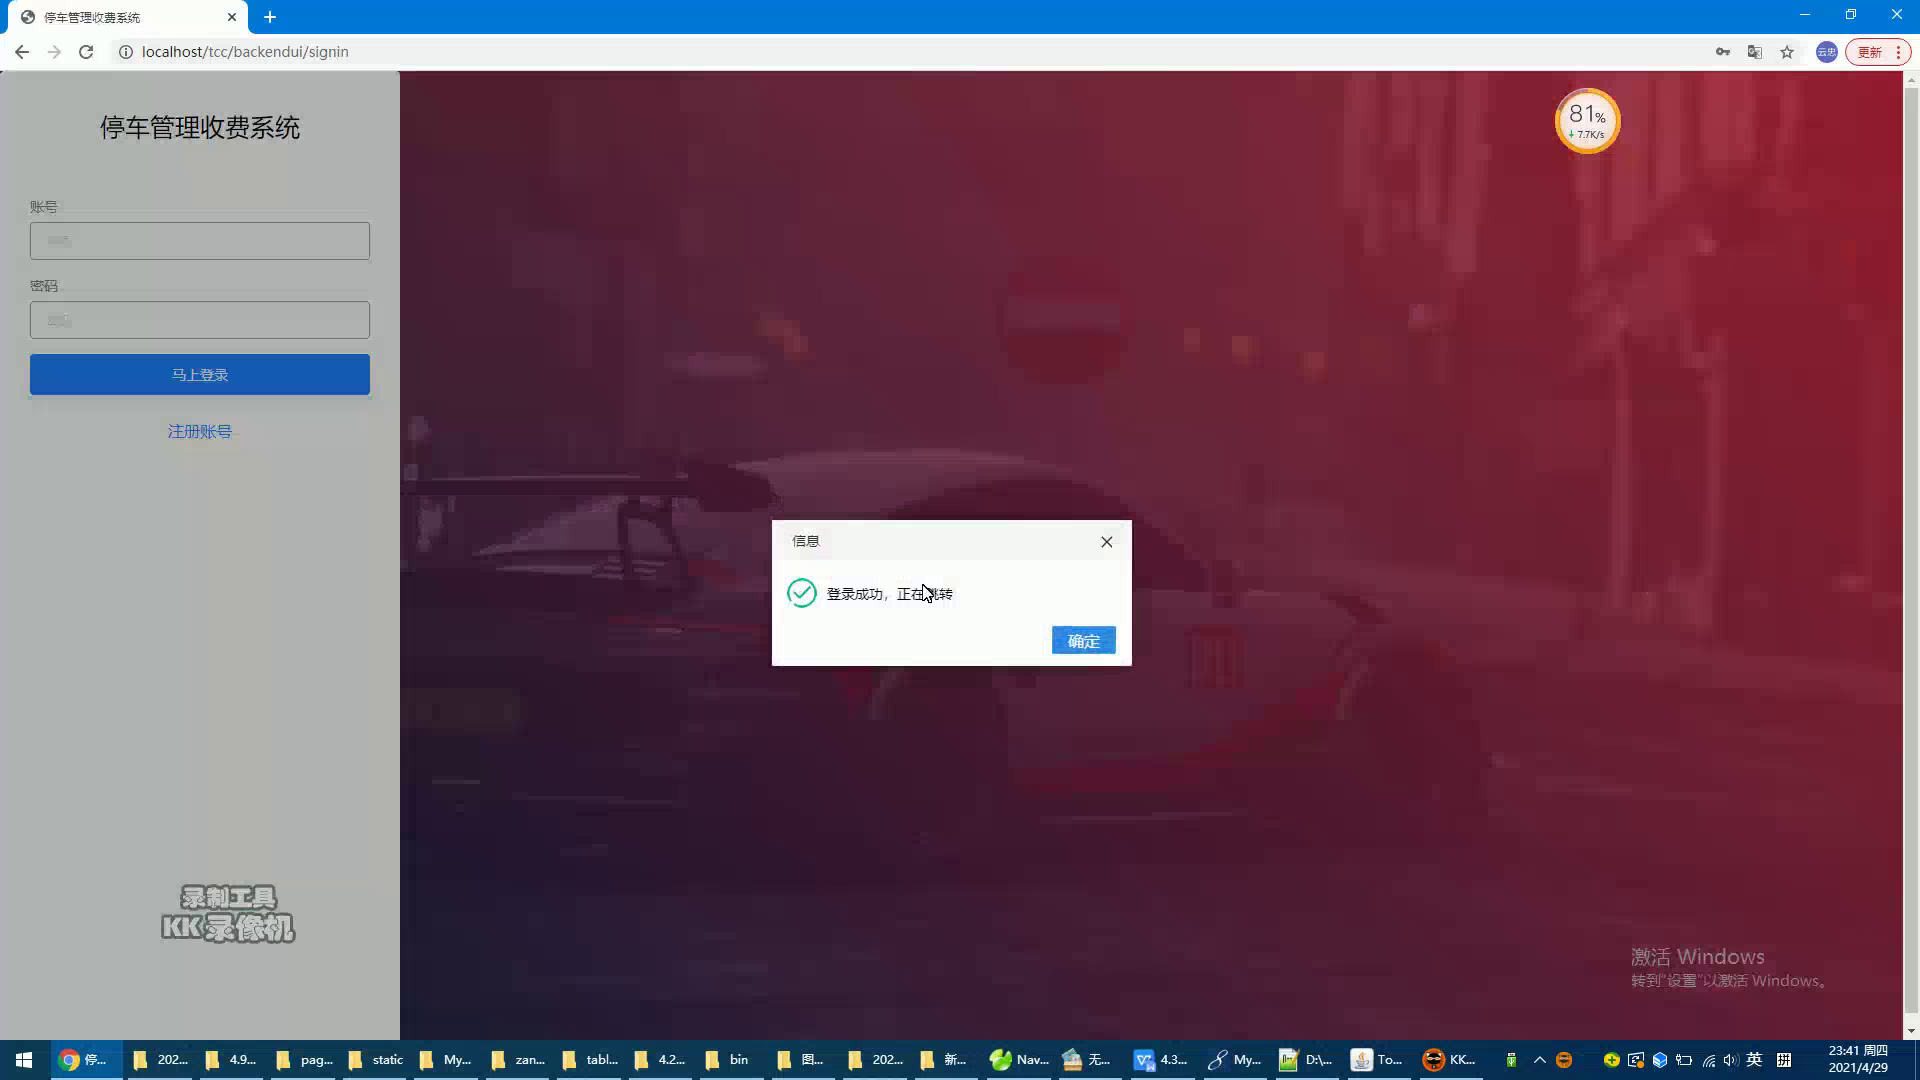 停车管理收费系统
localhost/tcc/backendui/signin
更新
停车管理收费系统
81%
7.7K/s
账号
密码
马上登录
注册账号
信息
登录成功，正在跳转
确定
录制工具
KK录像机
激活 Windows
转到"设置"以激活 Windows。
停...
202...
4.9...
pag...
static
My...
zan...
tabl...
4.2...
bin
图...
202...
新...
Nav...
无...
4.3...
My...
D:\...
To...
KK...
英
拼
23:41 周四
2021/4/29